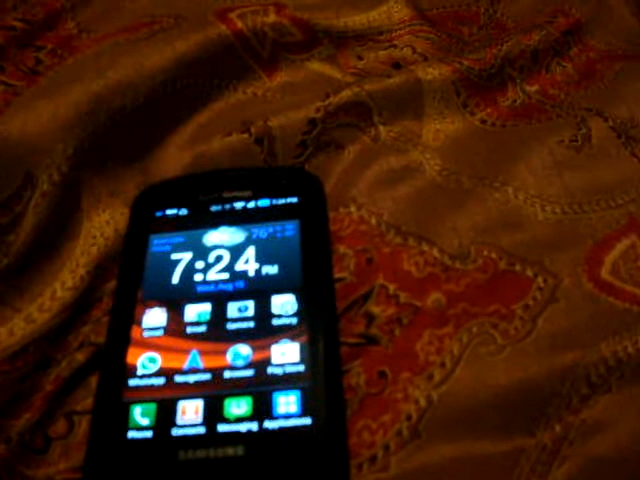 7:24 PM
Wed, Aug 15
Gmail Email Camera Gallery
WhatsApp Navigation Browser Play Store
Phone Contacts Messaging Applications
SAMSUNG